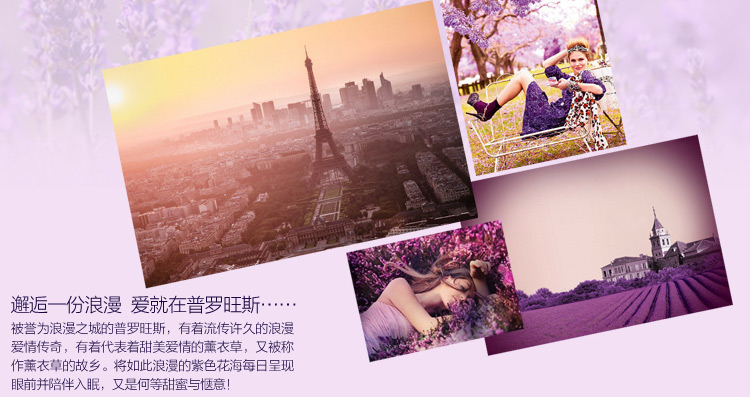 邂逅一份浪漫 爱就在普罗旺斯……
被誉为浪漫之城的普罗旺斯，有着流传许久的浪漫
爱情传奇，有着代表着甜美爱情的薰衣草，又被称
作薰衣草的故乡。将如此浪漫的紫色花海每日呈现
眼前并陪伴入眠，又是何等甜蜜与惬意！